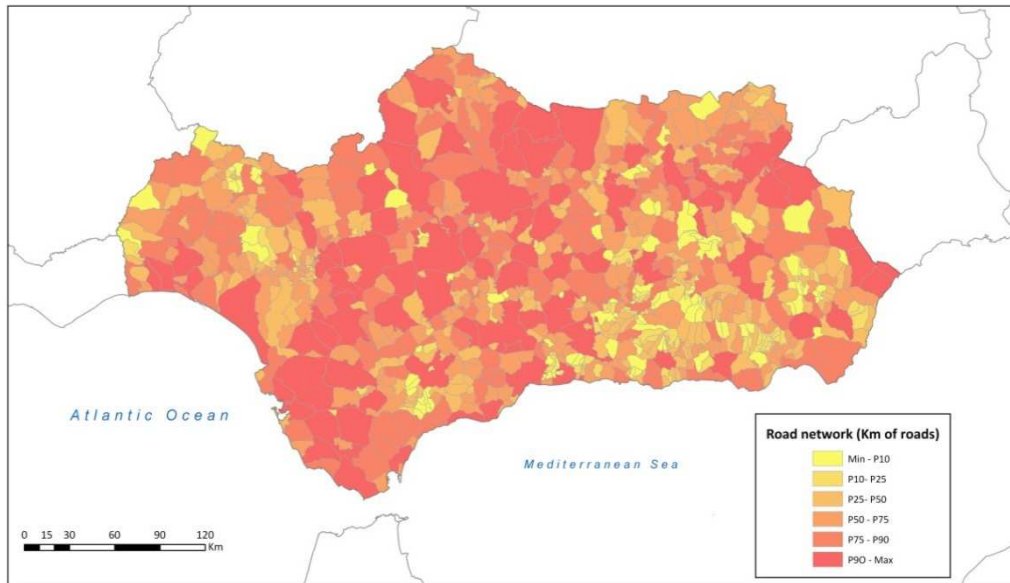 Atlantic Ocean
Mediterranean Sea
0 15 30 60 90 120
Km
Road network (Km of roads)
Min - P10
P10- P25
P25- P50
P50 - P75
P75 - P90
P9O - Max